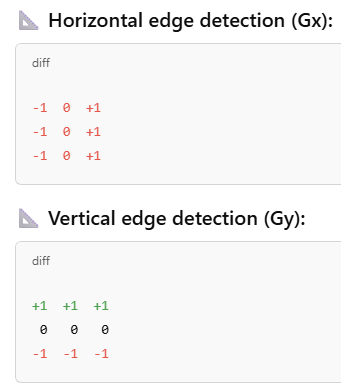 📐 Horizontal edge detection (Gx):
diff
-1 0 +1
-1 0 +1
-1 0 +1
📐 Vertical edge detection (Gy):
diff
+1 +1 +1
0 0 0
-1 -1 -1